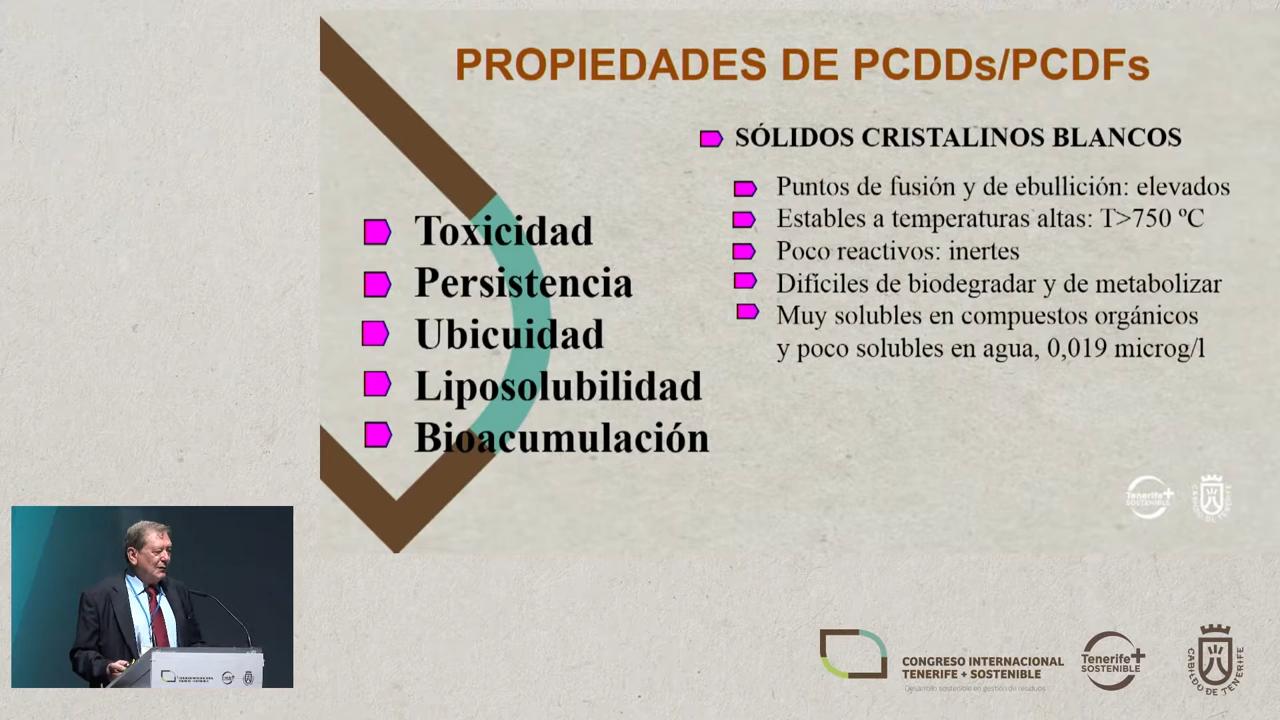 PROPIEDADES DE PCDDs/PCDFs
Toxicidad
Persistencia
Ubicuidad
Liposolubilidad
Bioacumulación
SÓLIDOS CRISTALINOS BLANCOS
Puntos de fusión y de ebullición: elevados
Estables a temperaturas altas: T>750 ºC
Poco reactivos: inertes
Difíciles de biodegradar y de metabolizar
Muy solubles en compuestos orgánicos
y poco solubles en agua, 0,019 microg/l
Tenerife+
SOSTENIBLE
CABILDO DE TENERIFE
CONGRESO INTERNACIONAL
TENERIFE + SOSTENIBLE
Desarrollo sostenible en gestión de residuos
Tenerife+
SOSTENIBLE
CABILDO DE TENERIFE